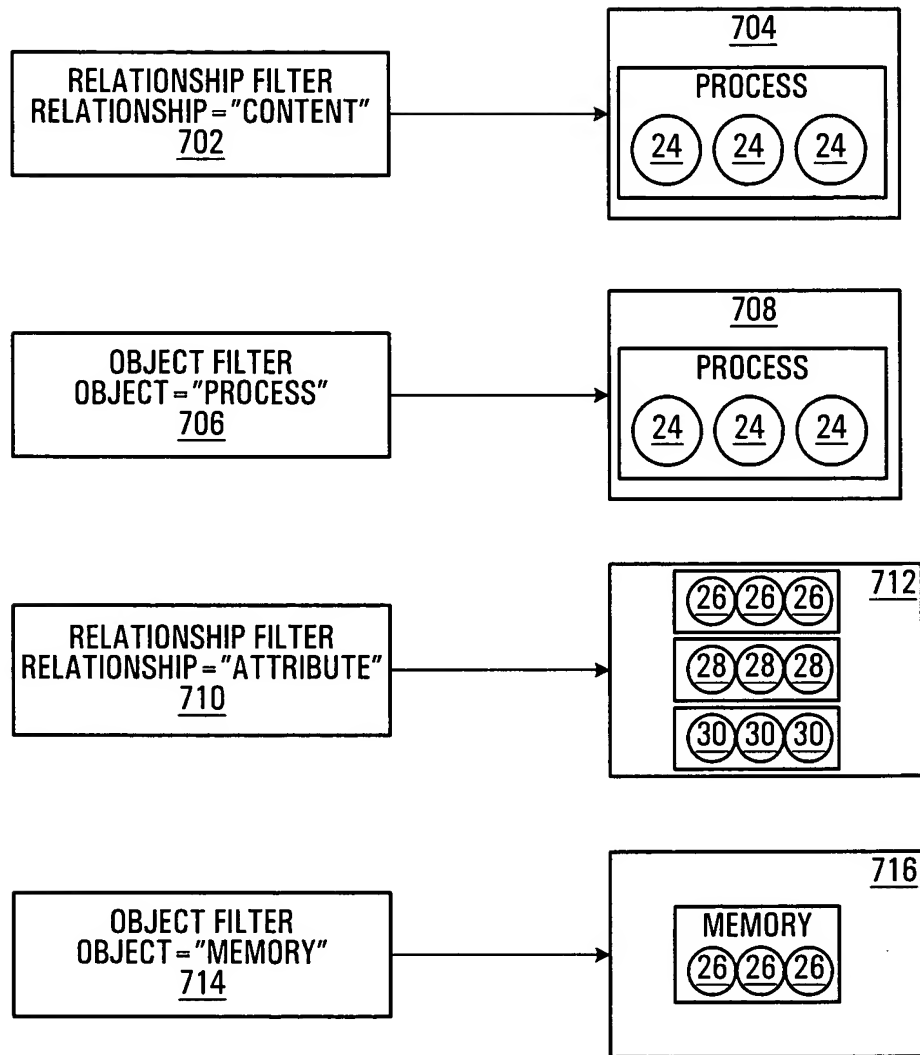 RELATIONSHIP FILTER
RELATIONSHIP="CONTENT"
702
704
PROCESS
24 24 24
OBJECT FILTER
OBJECT="PROCESS"
706
708
PROCESS
24 24 24
RELATIONSHIP FILTER
RELATIONSHIP="ATTRIBUTE"
710
712
26 26 26
28 28 28
30 30 30
OBJECT FILTER
OBJECT="MEMORY"
714
716
MEMORY
26 26 26